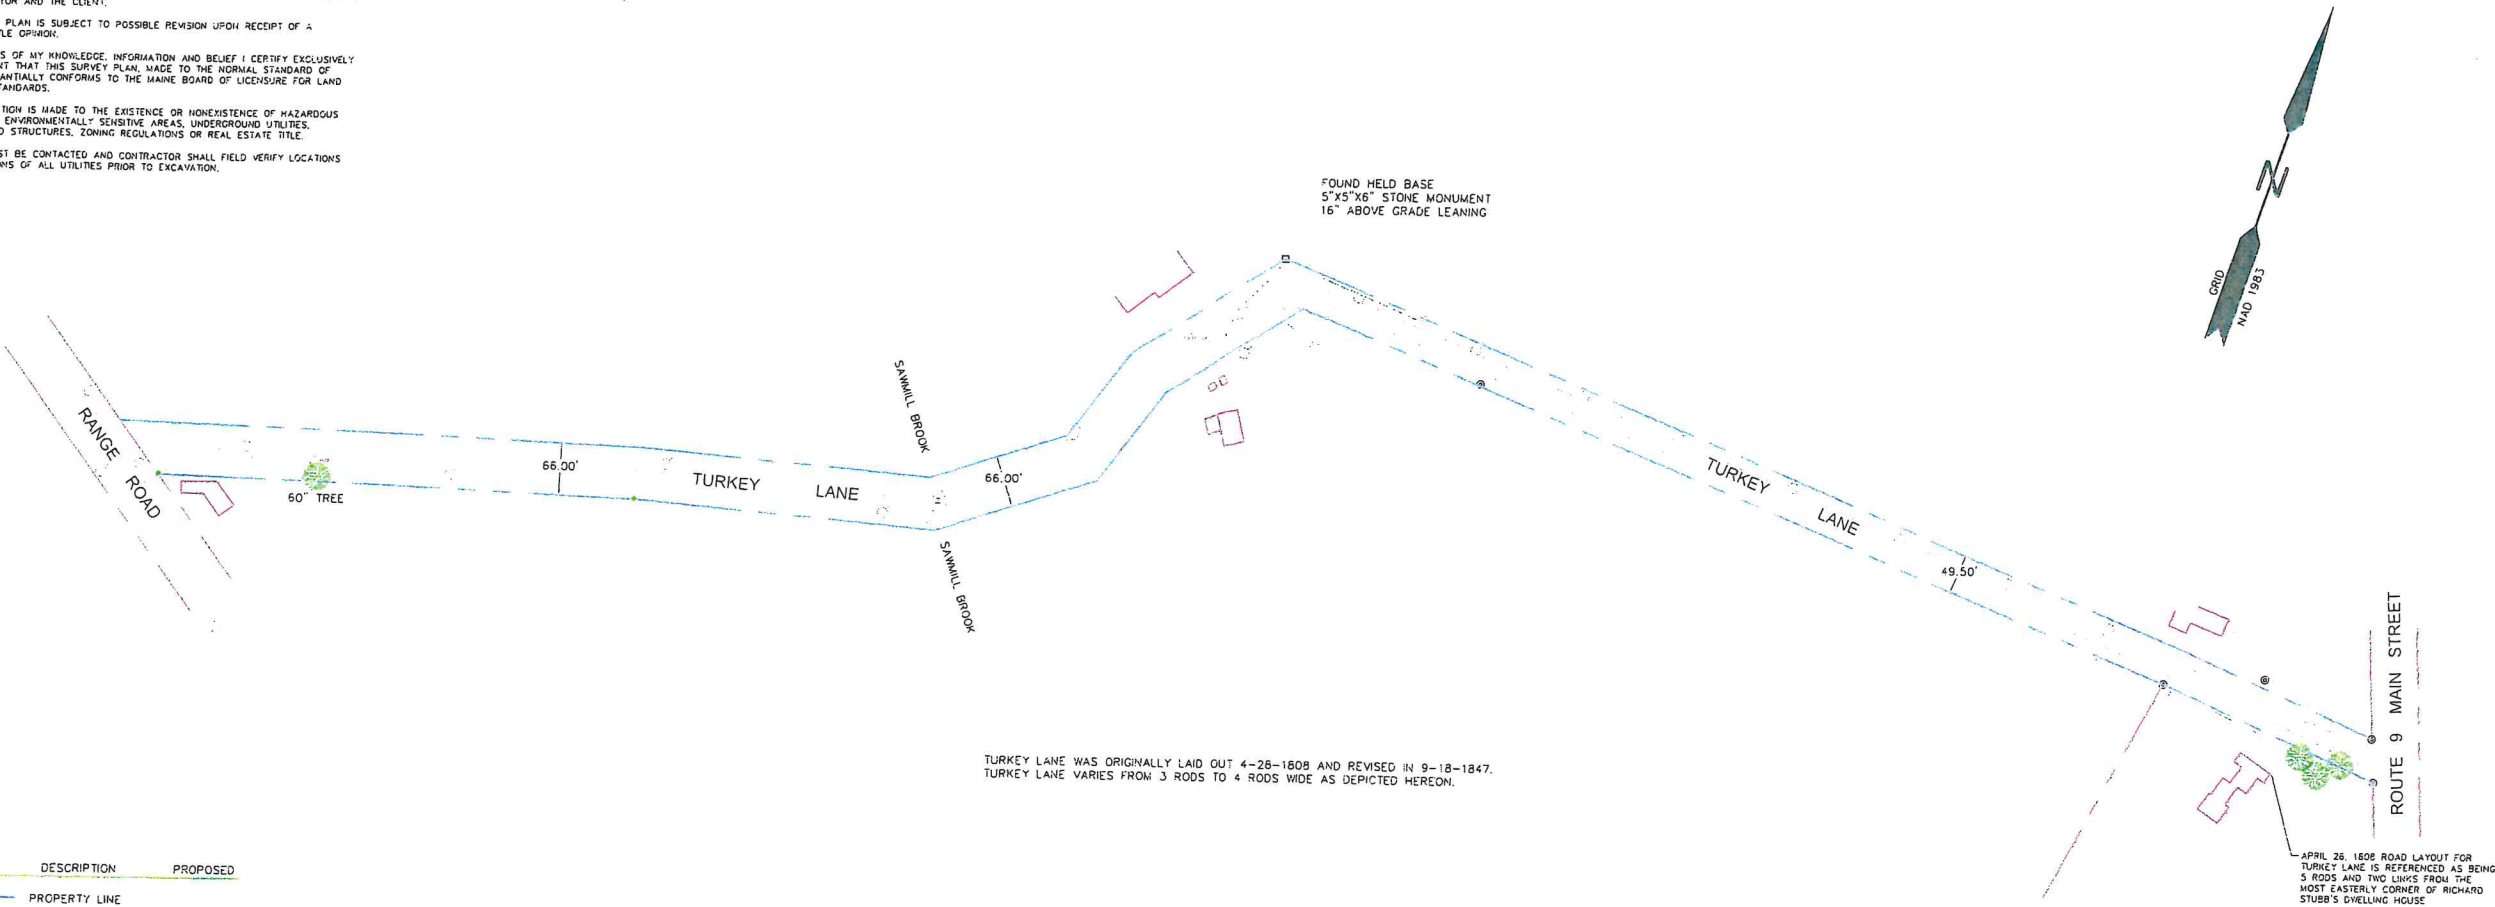 AND THE CLIENT.
PLAN IS SUBJECT TO POSSIBLE REVISION UPON RECEIPT OF A
OPINION.
OF MY KNOWLEDGE, INFORMATION AND BELIEF I CERTIFY EXCLUSIVELY
THAT THIS SURVEY PLAN, MADE TO THE NORMAL STANDARD OF
CONFORMS TO THE MAINE BOARD OF LICENSURE FOR LAND
IS MADE TO THE EXISTENCE OR NONEXISTENCE OF HAZARDOUS
ENVIRONMENTALLY SENSITIVE AREAS, UNDERGROUND UTILITIES,
STRUCTURES, ZONING REGULATIONS OR REAL ESTATE TITLE.
BE CONTACTED AND CONTRACTOR SHALL FIELD VERIFY LOCATIONS
OF ALL UTILITIES PRIOR TO EXCAVATION.
FOUND HELD BASE
5"X5"X6" STONE MONUMENT
16" ABOVE GRADE LEANING
N
GRID
NAD 1983
RANGE ROAD
60" TREE
66.00'
TURKEY LANE
SAWMILL BROOK
66.00'
SAWMILL BROOK
TURKEY LANE
49.50'
ROUTE 9 MAIN STREET
TURKEY LANE WAS ORIGINALLY LAID OUT 4-26-1808 AND REVISED IN 9-18-1847.
TURKEY LANE VARIES FROM 3 RODS TO 4 RODS WIDE AS DEPICTED HEREON.
APRIL 26, 1808 ROAD LAYOUT FOR
TURKEY LANE IS REFERENCED AS BEING
5 RODS AND TWO LINKS FROM THE
MOST EASTERLY CORNER OF RICHARD
STUBB'S DWELLING HOUSE
DESCRIPTION PROPOSED
PROPERTY LINE